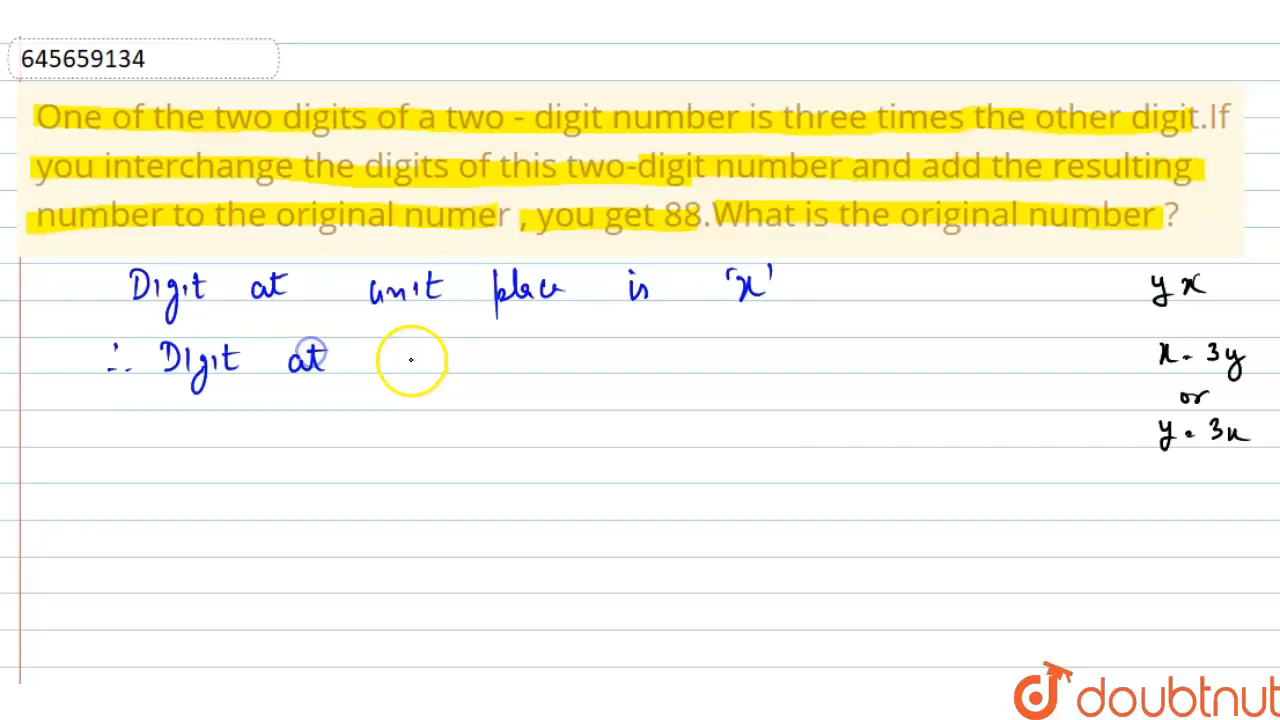 645659134
One of the two digits of a two - digit number is three times the other digit.If
you interchange the digits of this two-digit number and add the resulting
number to the original numer , you get 88.What is the original number ?
Digit at unit place is 'x'
y x
∴ Digit at
x = 3y
or
y = 3x
doubtnut